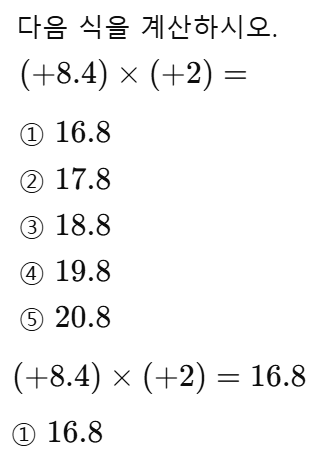 다음 식을 계산하시오.
(+8.4) × (+2) =
① 16.8
② 17.8
③ 18.8
④ 19.8
⑤ 20.8
(+8.4) × (+2) = 16.8
① 16.8